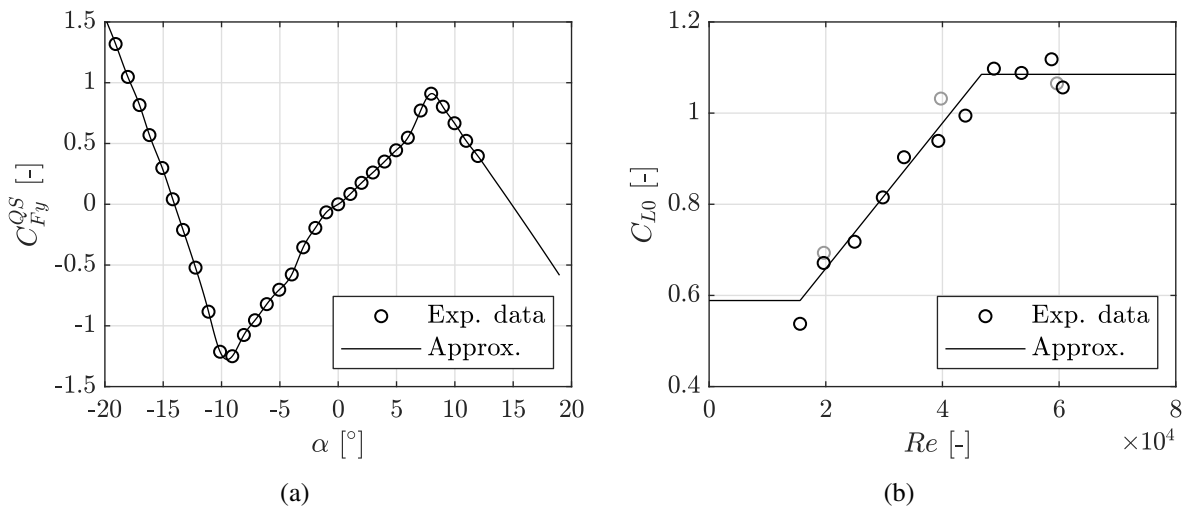 1.5
1
0.5
0
-0.5
-1
-1.5
C_{Fy}^{QS} [-]
-20 -15 -10 -5 0 5 10 15 20
α [°]
Exp. data
Approx.
(a)
1.2
1
0.8
0.6
0.4
C_{L0} [-]
0 2 4 6 8
Re [-]
×10^4
Exp. data
Approx.
(b)